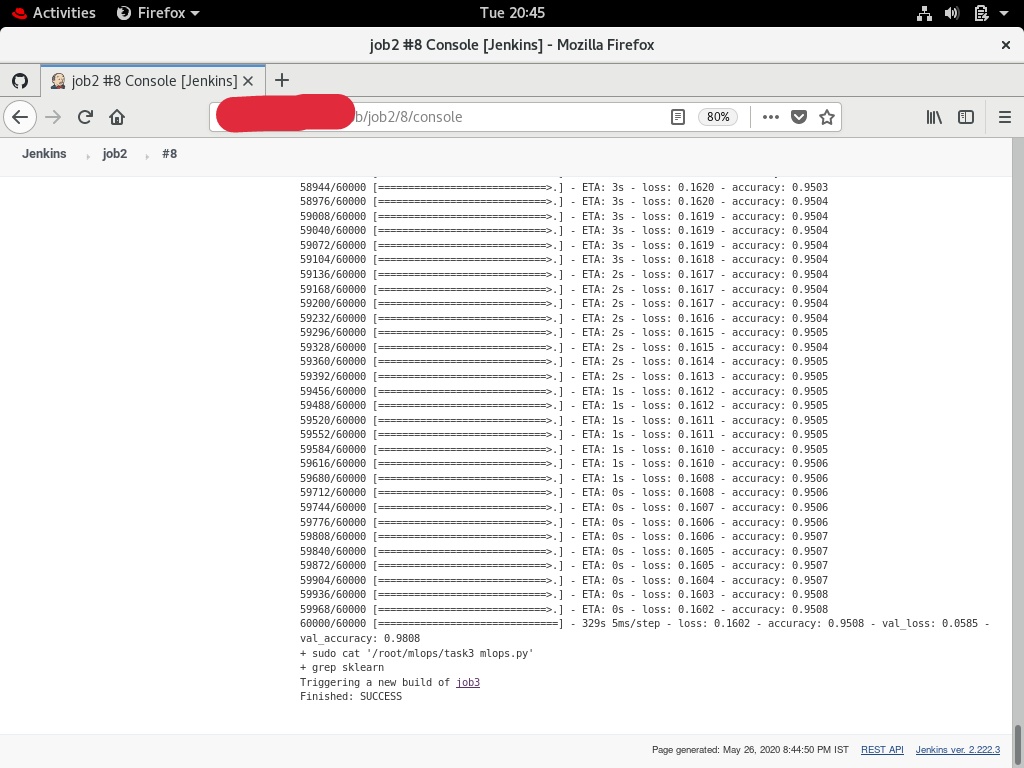 Activities Firefox Tue 20:45
job2 #8 Console [Jenkins] - Mozilla Firefox
job2 #8 Console [Jenkins]
b/job2/8/console 80%
Jenkins job2 #8
58944/60000 [============================>.] - ETA: 3s - loss: 0.1620 - accuracy: 0.9503
58976/60000 [============================>.] - ETA: 3s - loss: 0.1620 - accuracy: 0.9504
59008/60000 [============================>.] - ETA: 3s - loss: 0.1619 - accuracy: 0.9504
59040/60000 [============================>.] - ETA: 3s - loss: 0.1619 - accuracy: 0.9504
59072/60000 [============================>.] - ETA: 3s - loss: 0.1619 - accuracy: 0.9504
59104/60000 [============================>.] - ETA: 3s - loss: 0.1618 - accuracy: 0.9504
59136/60000 [============================>.] - ETA: 2s - loss: 0.1617 - accuracy: 0.9504
59168/60000 [============================>.] - ETA: 2s - loss: 0.1617 - accuracy: 0.9504
59200/60000 [============================>.] - ETA: 2s - loss: 0.1617 - accuracy: 0.9504
59232/60000 [============================>.] - ETA: 2s - loss: 0.1616 - accuracy: 0.9504
59296/60000 [============================>.] - ETA: 2s - loss: 0.1615 - accuracy: 0.9505
59328/60000 [============================>.] - ETA: 2s - loss: 0.1615 - accuracy: 0.9504
59360/60000 [============================>.] - ETA: 2s - loss: 0.1614 - accuracy: 0.9505
59392/60000 [============================>.] - ETA: 2s - loss: 0.1613 - accuracy: 0.9505
59456/60000 [============================>.] - ETA: 1s - loss: 0.1612 - accuracy: 0.9505
59488/60000 [============================>.] - ETA: 1s - loss: 0.1612 - accuracy: 0.9505
59520/60000 [============================>.] - ETA: 1s - loss: 0.1611 - accuracy: 0.9505
59552/60000 [============================>.] - ETA: 1s - loss: 0.1611 - accuracy: 0.9505
59584/60000 [============================>.] - ETA: 1s - loss: 0.1610 - accuracy: 0.9505
59616/60000 [============================>.] - ETA: 1s - loss: 0.1610 - accuracy: 0.9506
59680/60000 [============================>.] - ETA: 1s - loss: 0.1608 - accuracy: 0.9506
59712/60000 [============================>.] - ETA: 0s - loss: 0.1608 - accuracy: 0.9506
59744/60000 [============================>.] - ETA: 0s - loss: 0.1607 - accuracy: 0.9506
59776/60000 [============================>.] - ETA: 0s - loss: 0.1606 - accuracy: 0.9506
59808/60000 [============================>.] - ETA: 0s - loss: 0.1606 - accuracy: 0.9507
59840/60000 [============================>.] - ETA: 0s - loss: 0.1605 - accuracy: 0.9507
59872/60000 [============================>.] - ETA: 0s - loss: 0.1605 - accuracy: 0.9507
59904/60000 [============================>.] - ETA: 0s - loss: 0.1604 - accuracy: 0.9507
59936/60000 [============================>.] - ETA: 0s - loss: 0.1603 - accuracy: 0.9508
59968/60000 [============================>.] - ETA: 0s - loss: 0.1602 - accuracy: 0.9508
60000/60000 [==============================] - 329s 5ms/step - loss: 0.1602 - accuracy: 0.9508 - val_loss: 0.0585 -
val_accuracy: 0.9808
+ sudo cat '/root/mlops/task3 mlops.py'
+ grep sklearn
Triggering a new build of job3
Finished: SUCCESS
Page generated: May 26, 2020 8:44:50 PM IST REST API Jenkins ver. 2.222.3